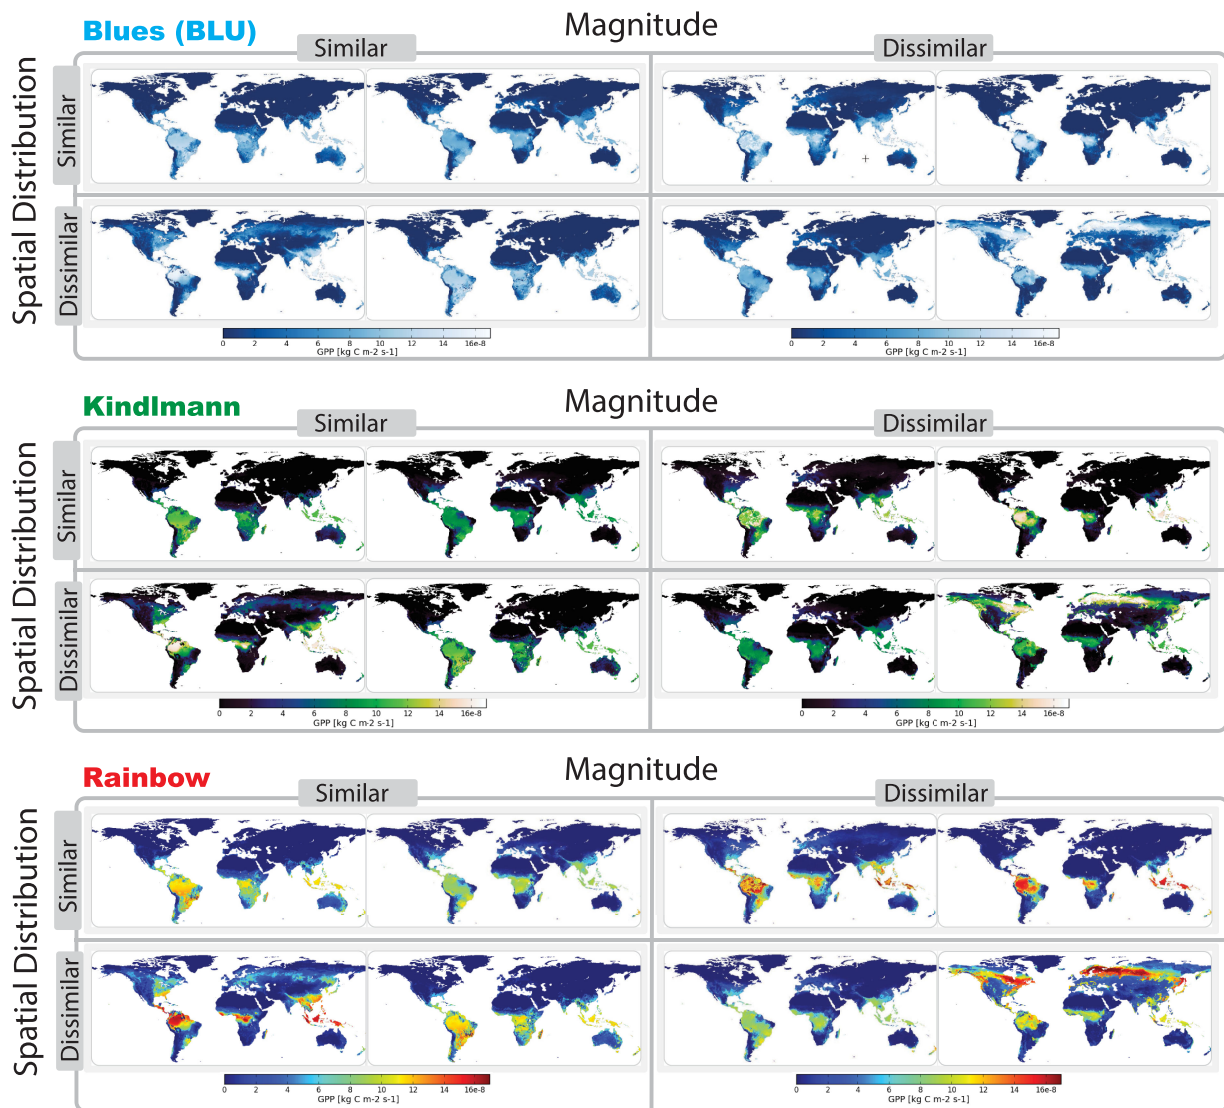 Blues (BLU)
Magnitude
Similar
Dissimilar
Spatial Distribution
Similar
Dissimilar
0 2 4 6 8 10 12 14 16e-8
GPP [kg C m-2 s-1]
0 2 4 6 8 10 12 14 16e-8
GPP [kg C m-2 s-1]
Kindlmann
Magnitude
Similar
Dissimilar
Spatial Distribution
Similar
Dissimilar
0 2 4 6 8 10 12 14 16e-8
GPP [kg C m-2 s-1]
0 2 4 6 8 10 12 14 16e-8
GPP [kg C m-2 s-1]
Rainbow
Magnitude
Similar
Dissimilar
Spatial Distribution
Similar
Dissimilar
0 2 4 6 8 10 12 14 16e-8
GPP [kg C m-2 s-1]
0 2 4 6 8 10 12 14 16e-8
GPP [kg C m-2 s-1]